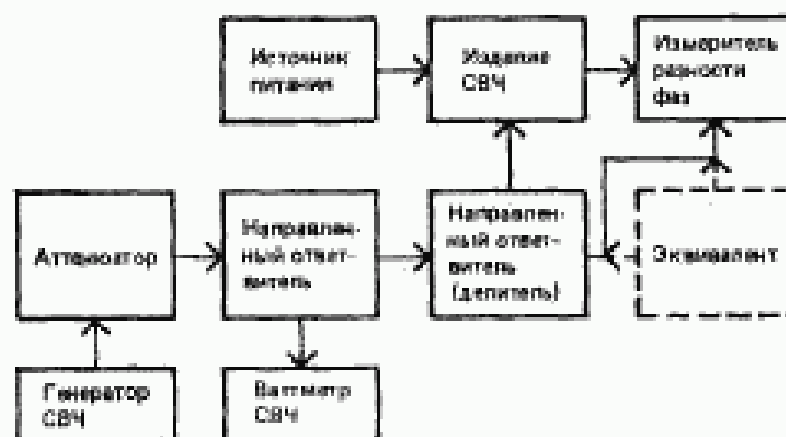 Источник
питания
Изделие
СВЧ
Измеритель
разности
фаз
Аттенюатор
Направлен-
ный ответ-
витель
Направлен-
ный ответ-
витель
(делитель)
Эквивалент
Генератор
СВЧ
Ваттметр
СВЧ